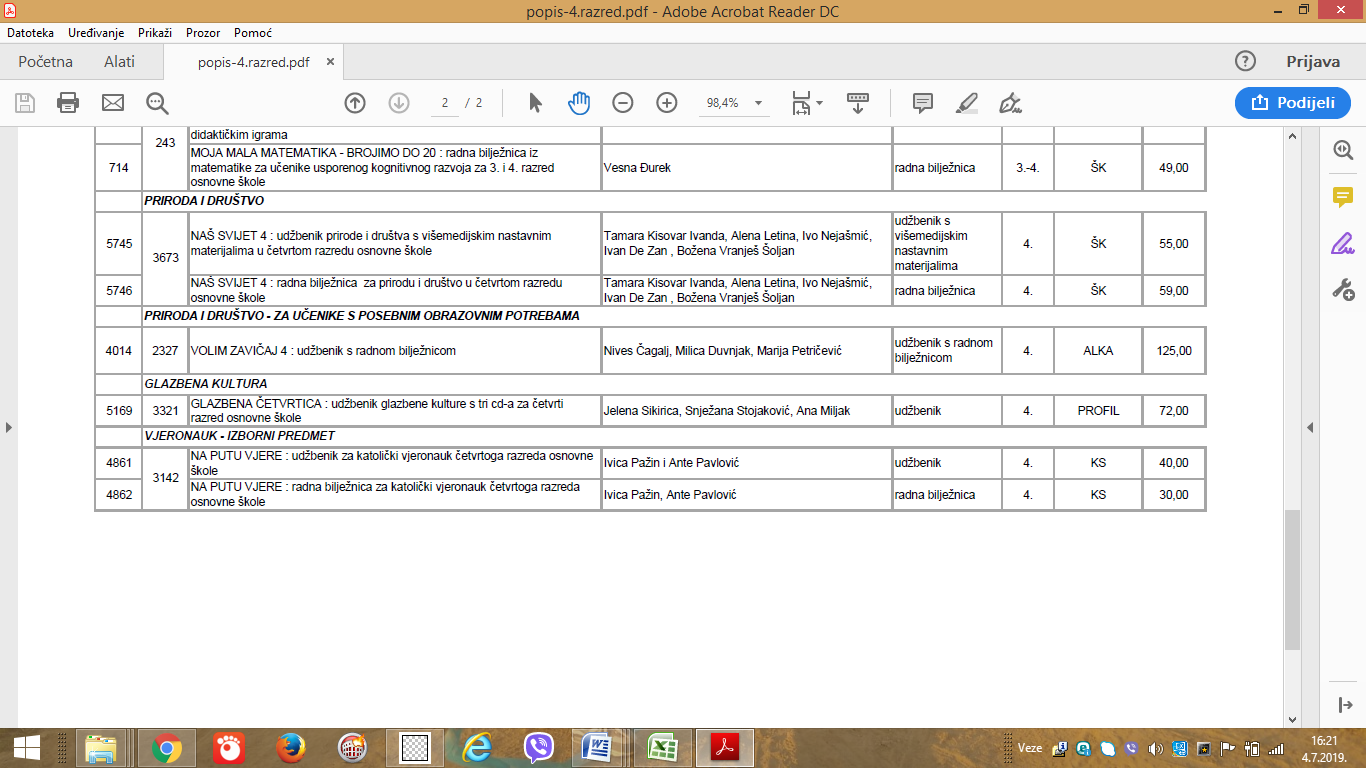 popis-4.razred.pdf - Adobe Acrobat Reader DC
Datoteka Uređivanje Prikaži Prozor Pomoć
Početna Alati popis-4.razred.pdf × Prijava
2 / 2 98,4% Podijeli
243 didaktičkim igrama
714 MOJA MALA MATEMATIKA - BROJIMO DO 20 : radna bilježnica iz
matematike za učenike usporenog kognitivnog razvoja za 3. i 4. razred
osnovne škole
Vesna Đurek radna bilježnica 3.-4. ŠK 49,00
PRIRODA I DRUŠTVO
5745 3673 NAŠ SVIJET 4 : udžbenik prirode i društva s višemedijskim nastavnim
materijalima u četvrtom razredu osnovne škole
Tamara Kisovar Ivanda, Alena Letina, Ivo Nejašmić,
Ivan De Zan , Božena Vranješ Šoljan
udžbenik s
višemedijskim
nastavnim
materijalima
4. ŠK 55,00
5746 NAŠ SVIJET 4 : radna bilježnica za prirodu i društvo u četvrtom razredu
osnovne škole
Tamara Kisovar Ivanda, Alena Letina, Ivo Nejašmić,
Ivan De Zan , Božena Vranješ Šoljan
radna bilježnica 4. ŠK 59,00
PRIRODA I DRUŠTVO - ZA UČENIKE S POSEBNIM OBRAZOVNIM POTREBAMA
4014 2327 VOLIM ZAVIČAJ 4 : udžbenik s radnom bilježnicom Nives Čagalj, Milica Duvnjak, Marija Petričević
udžbenik s radnom
bilježnicom
4. ALKA 125,00
GLAZBENA KULTURA
5169 3321 GLAZBENA ČETVRTICA : udžbenik glazbene kulture s tri cd-a za četvrti
razred osnovne škole
Jelena Sikirica, Snježana Stojaković, Ana Miljak udžbenik 4. PROFIL 72,00
VJERONAUK - IZBORNI PREDMET
4861 3142 NA PUTU VJERE : udžbenik za katolički vjeronauk četvrtoga razreda osnovne
škole
Ivica Pažin i Ante Pavlović udžbenik 4. KS 40,00
4862 NA PUTU VJERE : radna bilježnica za katolički vjeronauk četvrtoga razreda
osnovne škole
Ivica Pažin, Ante Pavlović radna bilježnica 4. KS 30,00
Veze 16:21
4.7.2019.